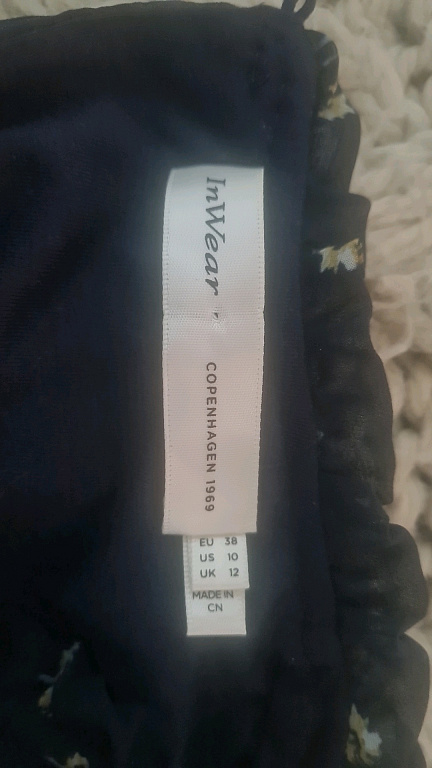 InWear
COPENHAGEN 1969
EU 38
US 10
UK 12
MADE IN
CN